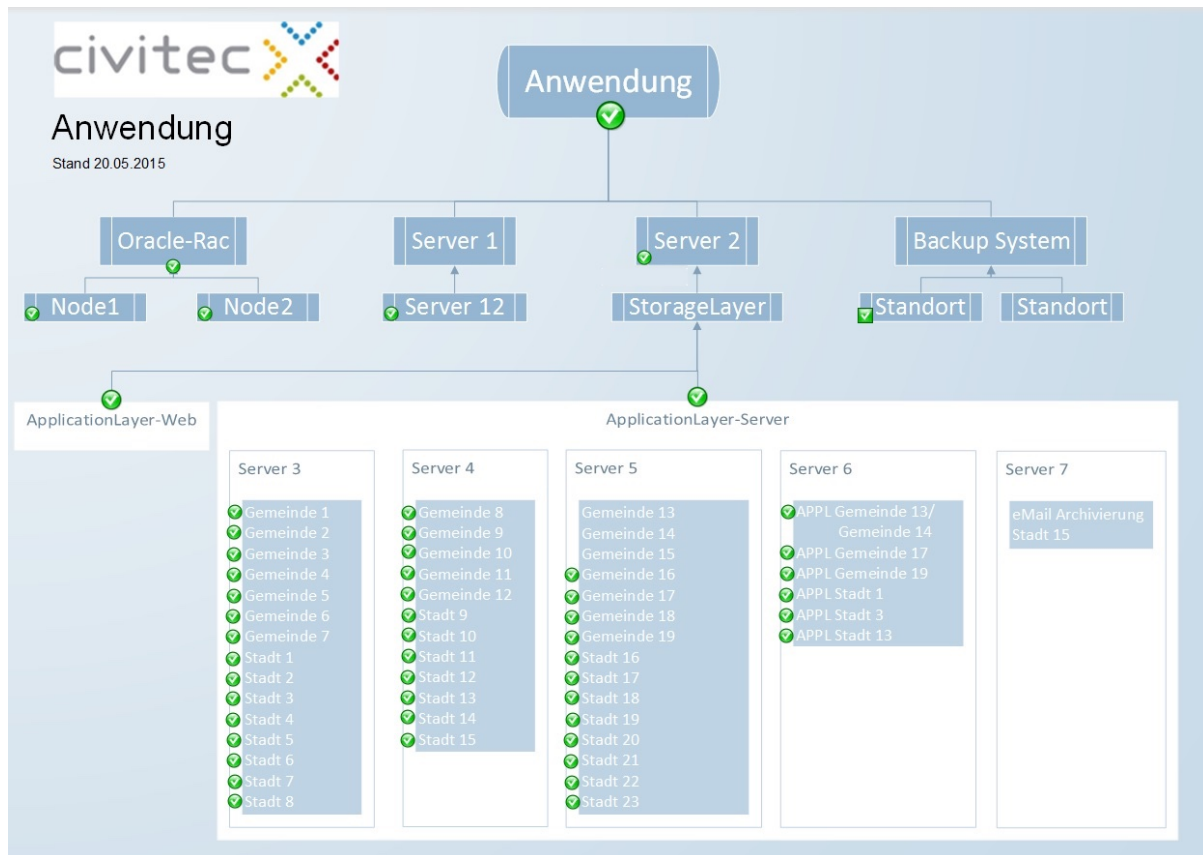 civitec
Anwendung
Stand 20.05.2015
Anwendung
Oracle-Rac
Server 1
Server 2
Backup System
Node1
Node2
Server 12
StorageLayer
Standort
Standort
ApplicationLayer-Web
ApplicationLayer-Server
Server 3
Gemeinde 1
Gemeinde 2
Gemeinde 3
Gemeinde 4
Gemeinde 5
Gemeinde 6
Gemeinde 7
Stadt 1
Stadt 2
Stadt 3
Stadt 4
Stadt 5
Stadt 6
Stadt 7
Stadt 8
Server 4
Gemeinde 8
Gemeinde 9
Gemeinde 10
Gemeinde 11
Gemeinde 12
Stadt 9
Stadt 10
Stadt 11
Stadt 12
Stadt 13
Stadt 14
Stadt 15
Server 5
Gemeinde 13
Gemeinde 14
Gemeinde 15
Gemeinde 16
Gemeinde 17
Gemeinde 18
Gemeinde 19
Stadt 16
Stadt 17
Stadt 18
Stadt 19
Stadt 20
Stadt 21
Stadt 22
Stadt 23
Server 6
APPL Gemeinde 13/
Gemeinde 14
APPL Gemeinde 17
APPL Gemeinde 19
APPL Stadt 1
APPL Stadt 3
APPL Stadt 13
Server 7
eMail Archivierung
Stadt 15